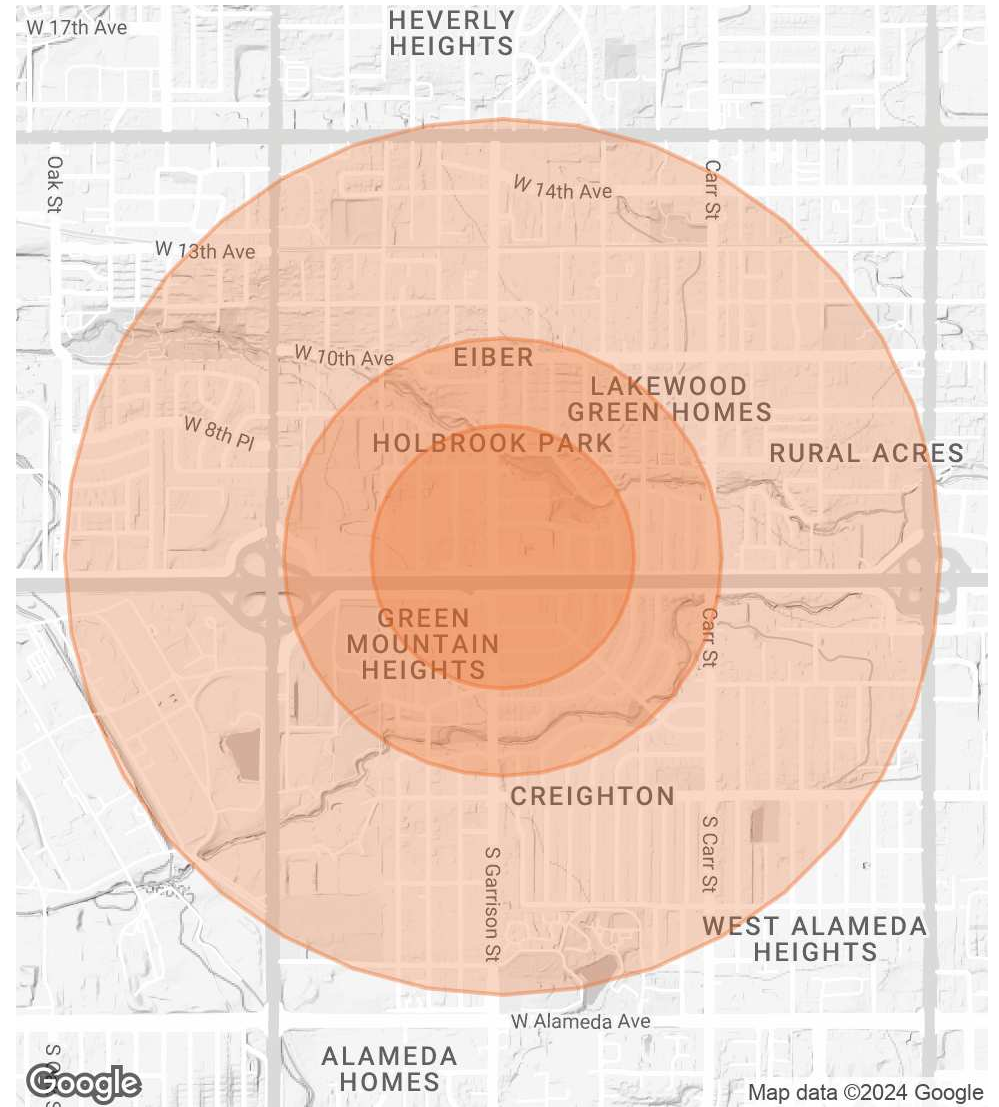 HEVERLY
HEIGHTS
W 17th Ave
Oak St
Carr St
W 14th Ave
W 13th Ave
W 10th Ave
EIBER
LAKEWOOD
GREEN HOMES
W 8th Pl
HOLBROOK PARK
RURAL ACRES
GREEN
MOUNTAIN
HEIGHTS
Carr St
CREIGHTON
S Carr St
S Garrison St
WEST ALAMEDA
HEIGHTS
W Alameda Ave
ALAMEDA
HOMES
Google
Map data ©2024 Google